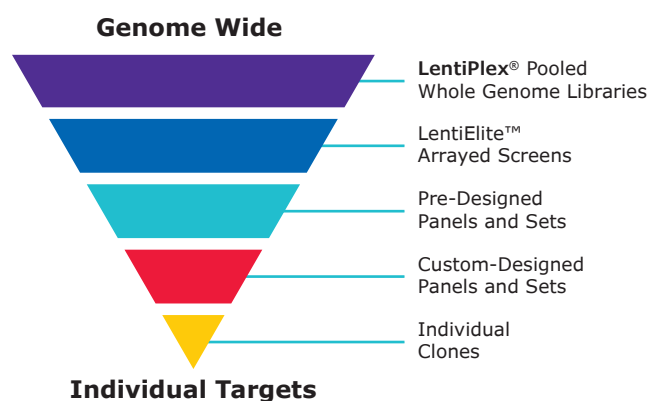 Genome Wide
LentiPlex® Pooled
Whole Genome Libraries
LentiElite™
Arrayed Screens
Pre-Designed
Panels and Sets
Custom-Designed
Panels and Sets
Individual
Clones
Individual Targets